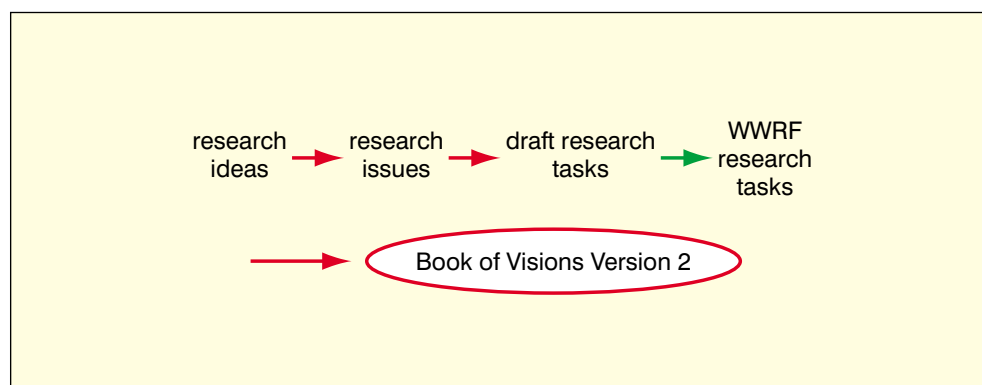 research
ideas
research
issues
draft research
tasks
WWRF
research
tasks
Book of Visions Version 2